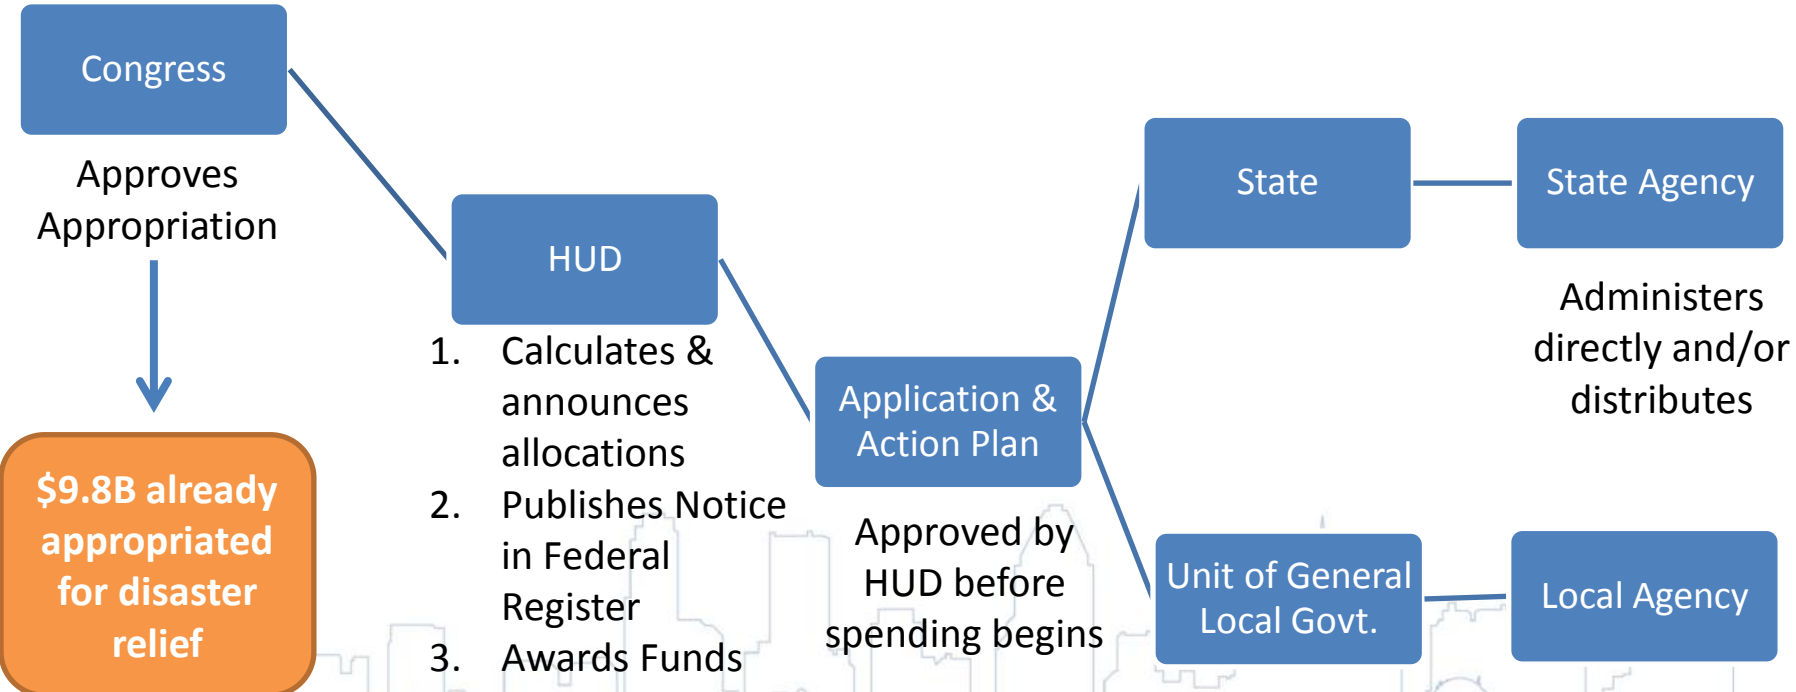 Congress
Approves
Appropriation
$9.8B already
appropriated
for disaster
relief
HUD
1. Calculates &
announces
allocations
2. Publishes Notice
in Federal
Register
3. Awards Funds
Application &
Action Plan
Approved by
HUD before
spending begins
State
State Agency
Administers
directly and/or
distributes
Unit of General
Local Govt.
Local Agency